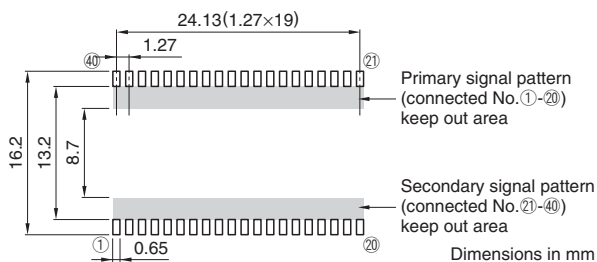 24.13(1.27×19)
㊵ 1.27 ㉑
Primary signal pattern
(connected No.①-⑳)
keep out area
16.2
13.2
8.7
Secondary signal pattern
(connected No.㉑-㊵)
keep out area
① 0.65 ⑳
Dimensions in mm